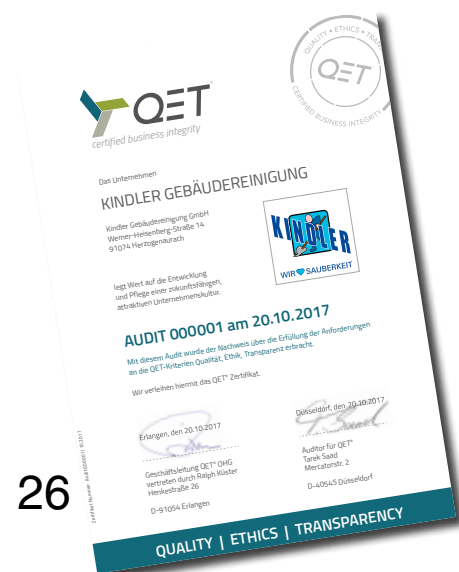 QET
certified business integrity
QUALITY • ETHICS • TRA
QET
CERTIFIED BUSINESS INTEGRITY
Das Unternehmen
KINDLER GEBÄUDEREINIGUNG
Kindler Gebäudereinigung GmbH
Werner-Heisenberg-Straße 14
91074 Herzogenaurach
KINDLER
WIR SAUBERKEIT
legt Wert auf die Entwicklung
und Pflege einer zukunftsfähigen,
attraktiven Unternehmenskultur.
AUDIT 000001 am 20.10.2017
Mit diesem Audit wurde der Nachweis über die Erfüllung der Anforderungen
an die QET-Kriterien Qualität, Ethik, Transparenz erbracht.
Wir verleihen hiermit das QET® Zertifikat.
Erlangen, den 20.10.2017
Geschäftsleitung QET® OHG
vertreten durch Ralph Küster
Henkestraße 26
D-91054 Erlangen
Düsseldorf, den 20.10.2017
Auditor für QET®
Tarek Saad
Mercatorstr. 2
D-40545 Düsseldorf
26
QUALITY | ETHICS | TRANSPARENCY